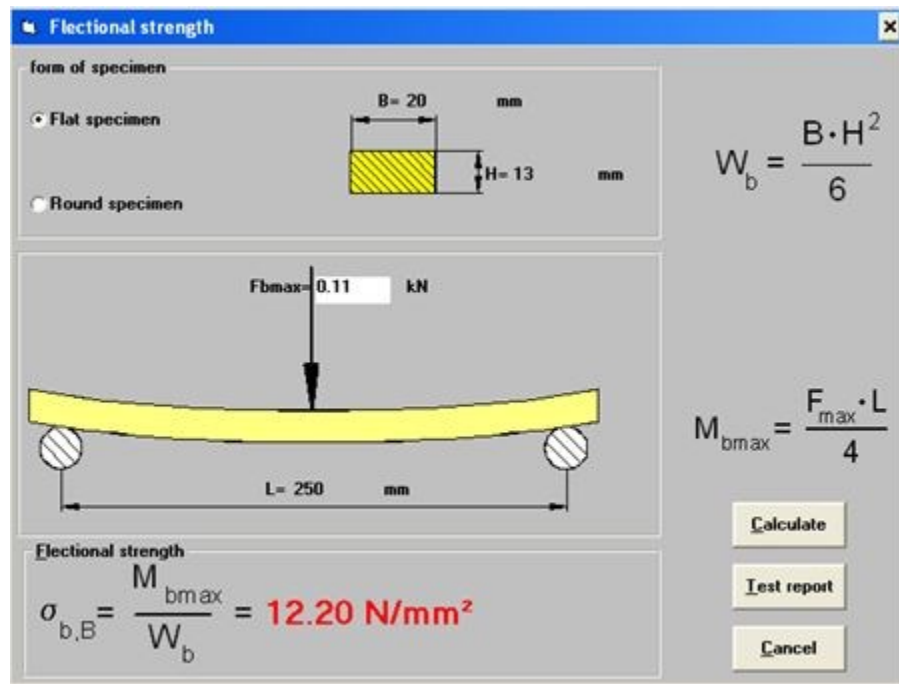 Flectional strength
form of specimen
B= 20 mm
Flat specimen
H= 13 mm
Round specimen
W_b = B·H² / 6
Fbmax= 0.11 kN
L= 250 mm
M_bmax = F_max·L / 4
Calculate
Test report
Cancel
Flectional strength
σ_b,B = M_bmax / W_b = 12.20 N/mm²